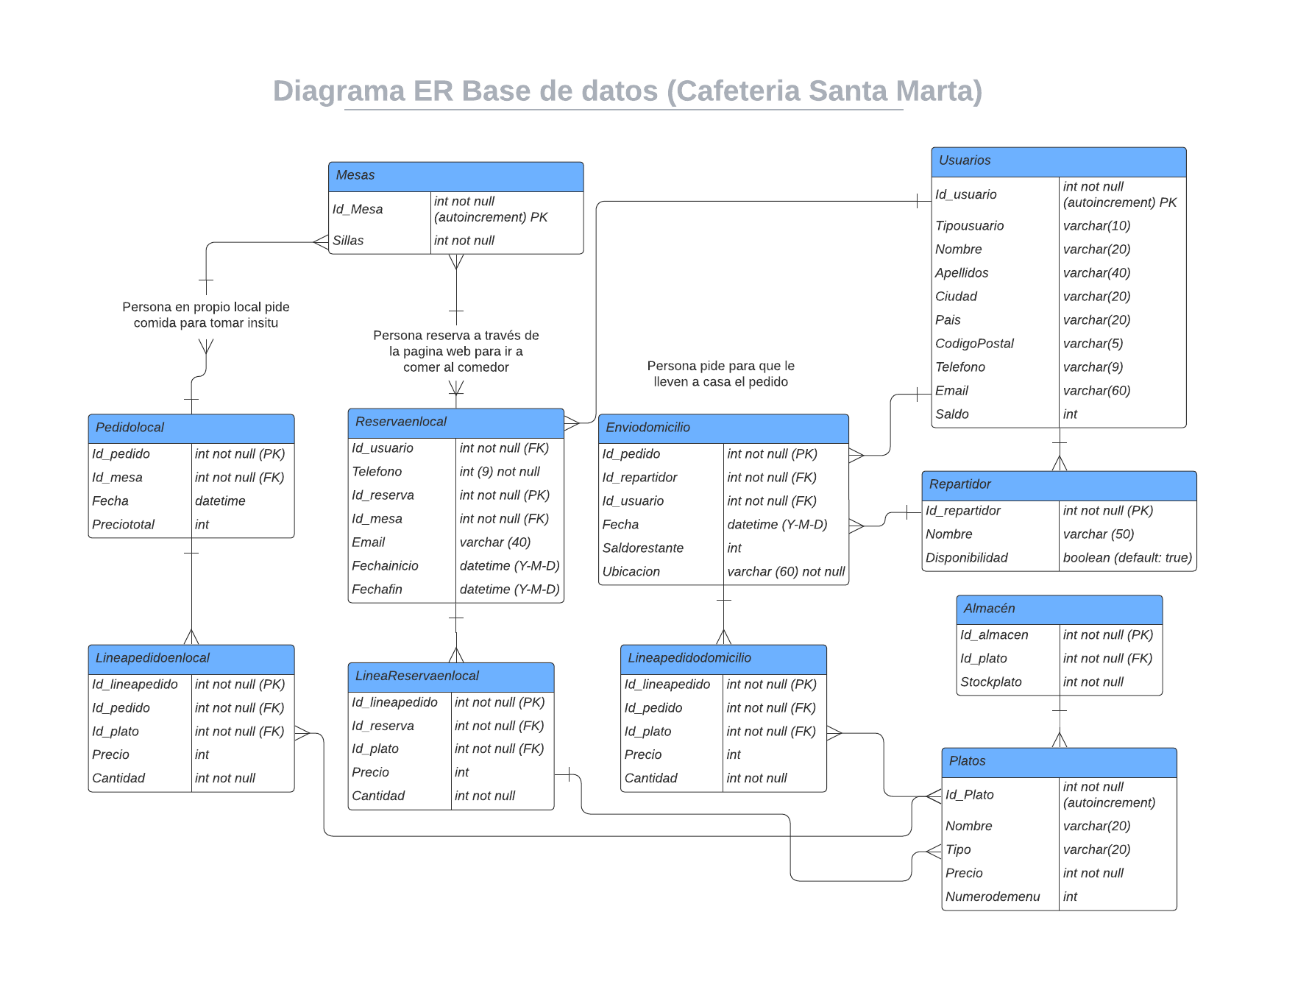 Diagrama ER Base de datos (Cafeteria Santa Marta)
Mesas
Id_Mesa int not null
(autoincrement) PK
Sillas int not null
Usuarios
Id_usuario int not null
(autoincrement) PK
Tipousuario varchar(10)
Nombre varchar(20)
Apellidos varchar(40)
Ciudad varchar(20)
Pais varchar(20)
CodigoPostal varchar(5)
Telefono varchar(9)
Email varchar(60)
Saldo int
Persona en propio local pide
comida para tomar insitu
Persona reserva a través de
la pagina web para ir a
comer al comedor
Persona pide para que le
lleven a casa el pedido
Pedidolocal
Id_pedido int not null (PK)
Id_mesa int not null (FK)
Fecha datetime
Preciototal int
Reservaenlocal
Id_usuario int not null (FK)
Telefono int (9) not null
Id_reserva int not null (PK)
Id_mesa int not null (FK)
Email varchar (40)
Fechainicio datetime (Y-M-D)
Fechafin datetime (Y-M-D)
Enviodomicilio
Id_pedido int not null (PK)
Id_repartidor int not null (FK)
Id_usuario int not null (FK)
Fecha datetime (Y-M-D)
Saldorestante int
Ubicacion varchar (60) not null
Repartidor
Id_repartidor int not null (PK)
Nombre varchar (50)
Disponibilidad boolean (default: true)
Almacén
Id_almacen int not null (PK)
Id_plato int not null (FK)
Stockplato int not null
Lineapedidoenlocal
Id_lineapedido int not null (PK)
Id_pedido int not null (FK)
Id_plato int not null (FK)
Precio int
Cantidad int not null
LineaReservaenlocal
Id_lineapedido int not null (PK)
Id_reserva int not null (FK)
Id_plato int not null (FK)
Precio int
Cantidad int not null
Lineapedidodomicilio
Id_lineapedido int not null (PK)
Id_pedido int not null (FK)
Id_plato int not null (FK)
Precio int
Cantidad int not null
Platos
Id_Plato int not null
(autoincrement)
Nombre varchar(20)
Tipo varchar(20)
Precio int not null
Numerodemenu int